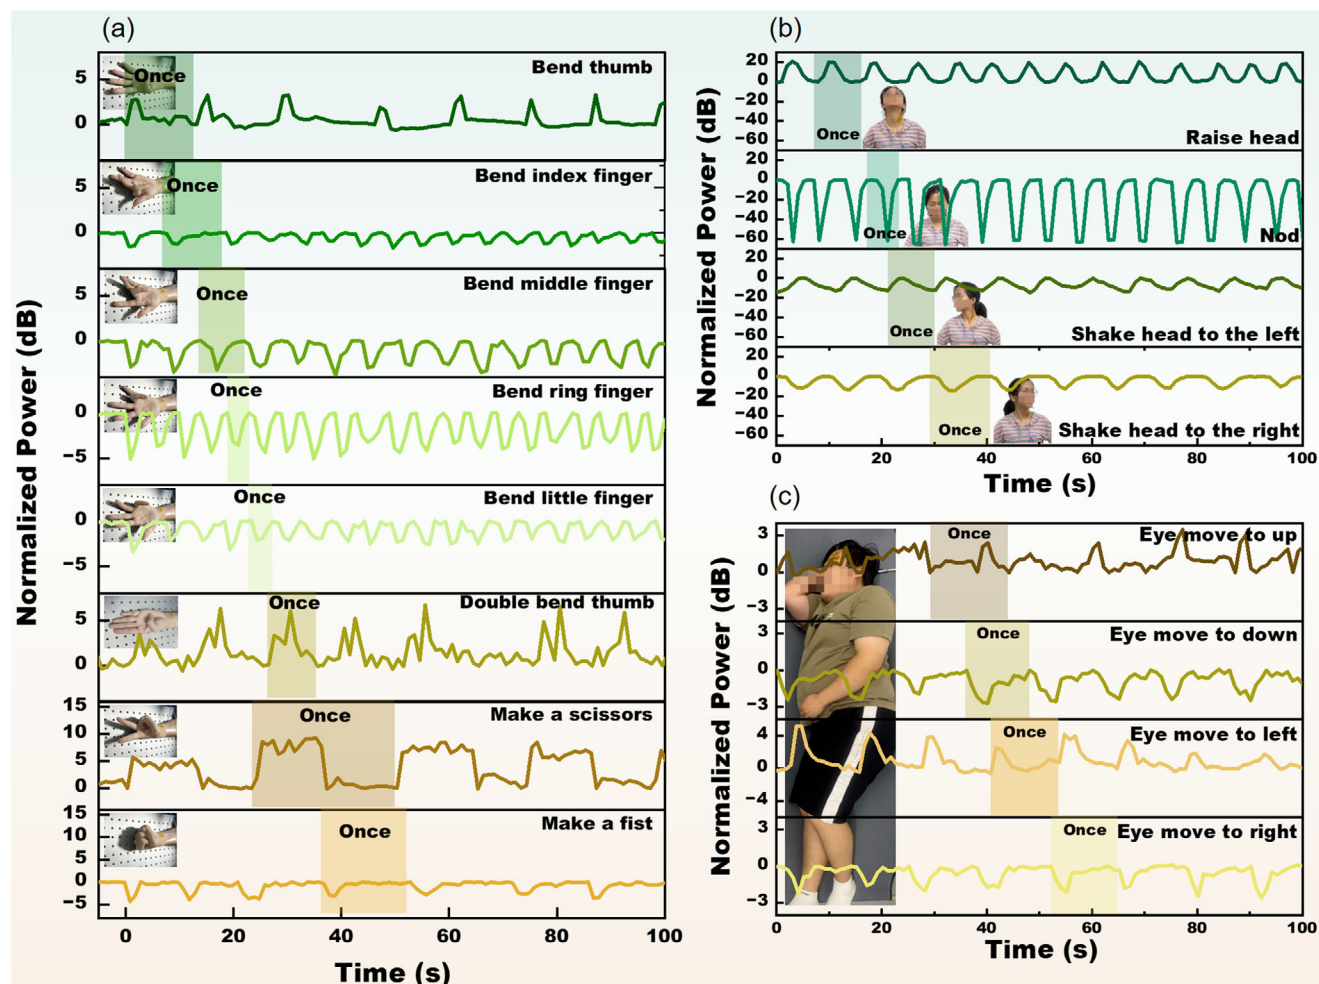 (a)
Normalized Power (dB)
5
0
Once
Bend thumb
5
0
Once
Bend index finger
5
0
Once
Bend middle finger
0
−5
Once
Bend ring finger
0
−5
Once
Bend little finger
5
0
Once
Double bend thumb
15
10
5
0
Once
Make a scissors
15
10
5
0
−5
Once
Make a fist
0 20 40 60 80 100
Time (s)
(b)
Normalized Power (dB)
20
0
−20
−40
−60
Once
Raise head
20
0
−20
−40
−60
Once
Nod
20
0
−20
−40
−60
Once
Shake head to the left
20
0
−20
−40
−60
Once
Shake head to the right
0 20 40 60 80 100
Time (s)
(c)
Normalized Power (dB)
3
0
−3
Once
Eye move to up
3
0
−3
Once
Eye move to down
4
0
−4
Once
Eye move to left
3
0
−3
Once
Eye move to right
0 20 40 60 80 100
Time (s)